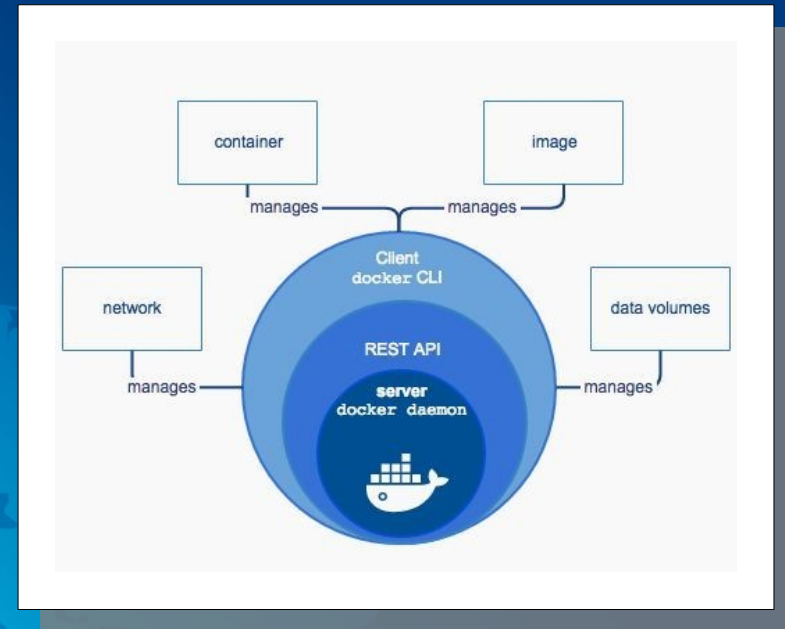 container
image
manages
manages
Client
docker CLI
network
data volumes
REST API
manages
server
manages
docker daemon